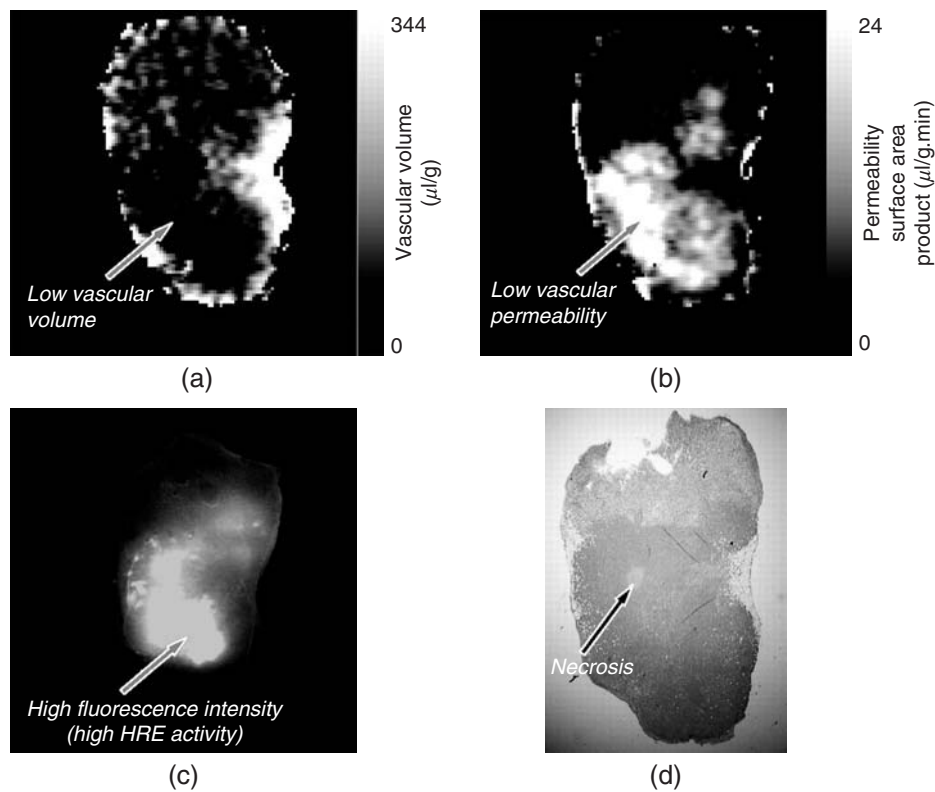 344
Vascular volume
(μl/g)
0
Low vascular
volume
(a)
24
Permeability
surface area
product (μl/g.min)
0
Low vascular
permeability
(b)
High fluorescence intensity
(high HRE activity)
(c)
Necrosis
(d)